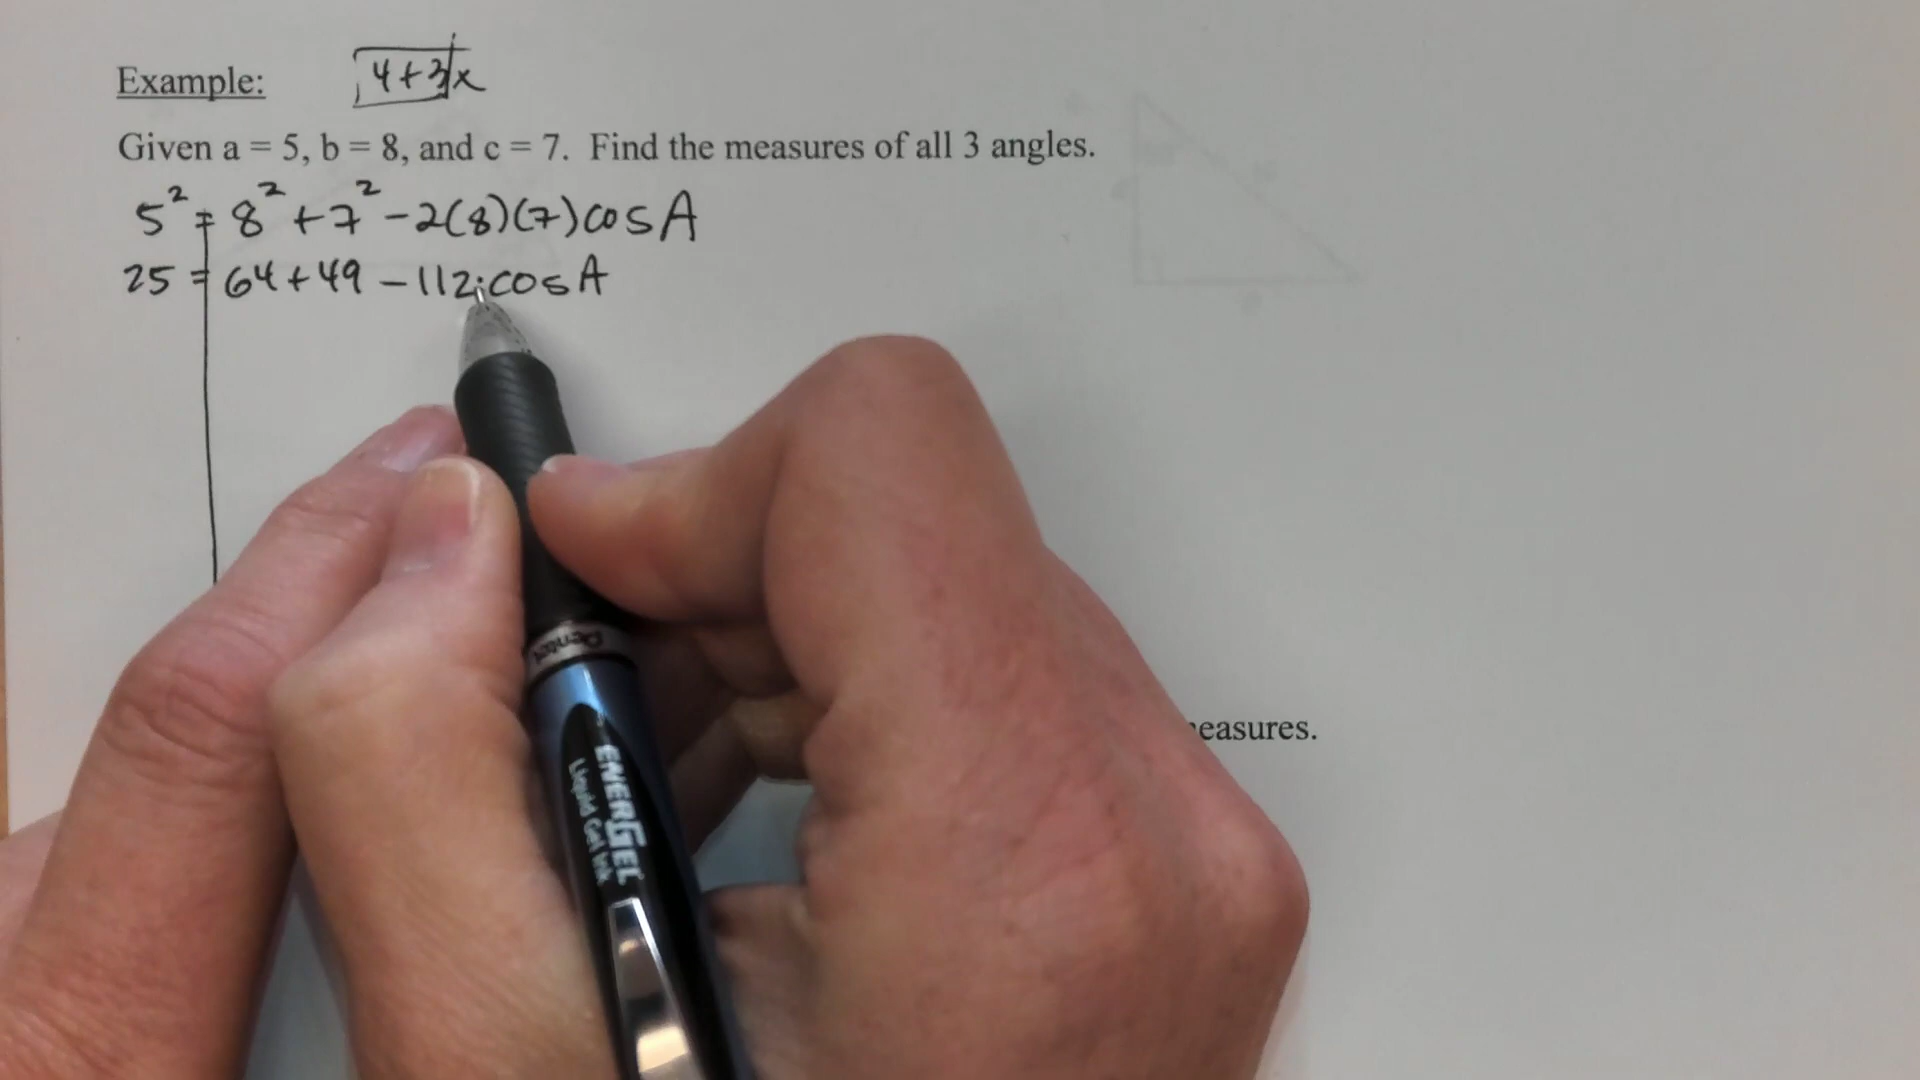 Example: 4+3x
Given a = 5, b = 8, and c = 7. Find the measures of all 3 angles.
5² = 8² + 7² - 2(8)(7)cos A
25 = 64 + 49 - 112·cos A
easures.
Pentel
ENERGEL
Liquid Gel Ink